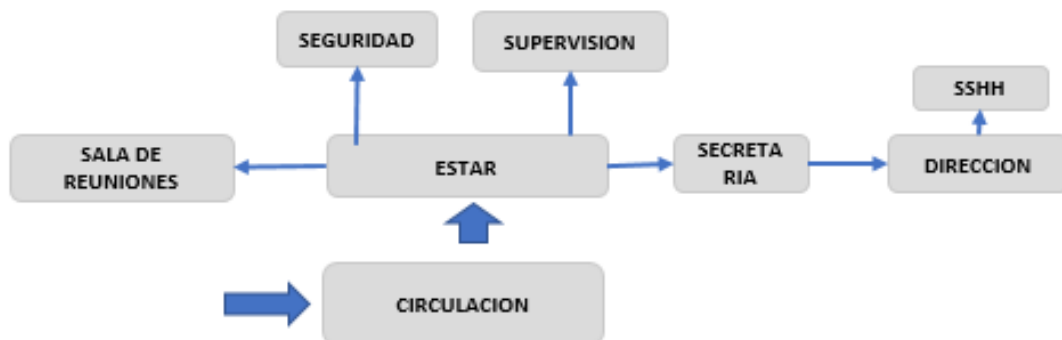 SEGURIDAD
SUPERVISION
SSHH
SALA DE
REUNIONES
ESTAR
SECRETA
RIA
DIRECCION
CIRCULACION